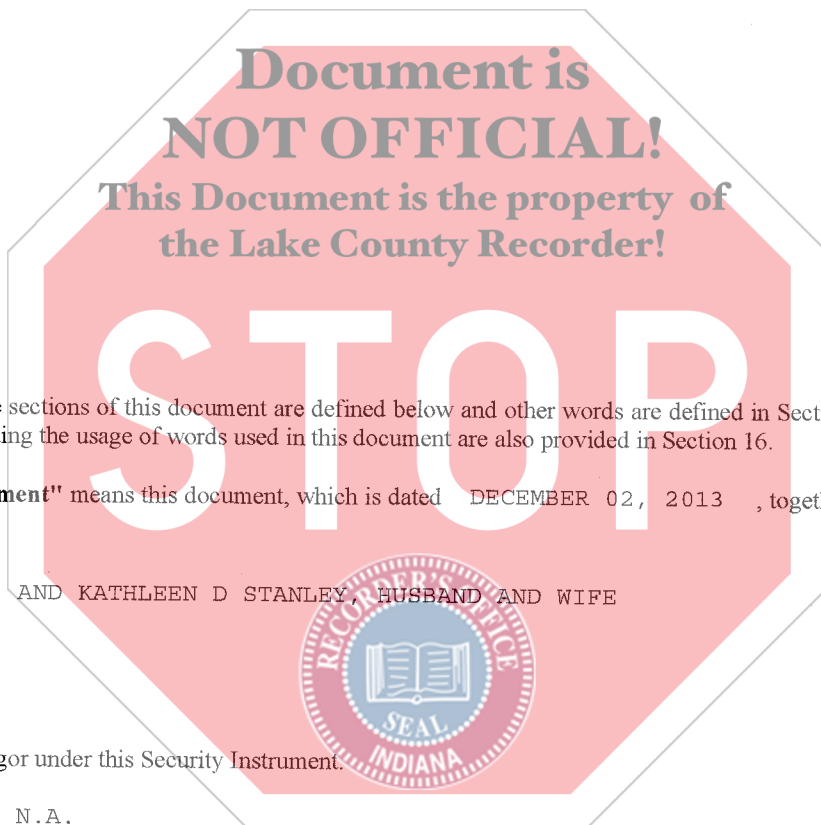 Document is
NOT OFFICIAL!
This Document is the property of
the Lake County Recorder!
STOP
sections of this document are defined below and other words are defined in Sect
ing the usage of words used in this document are also provided in Section 16.
ment" means this document, which is dated DECEMBER 02, 2013 , togeth
AND KATHLEEN D STANLEY, HUSBAND AND WIFE
RECORDER'S OFFICE
SEAL
INDIANA
gor under this Security Instrument.
N.A.